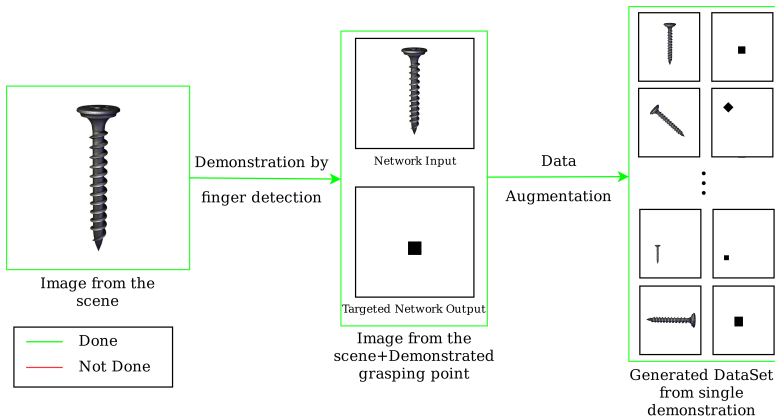 Demonstration by
finger detection
Image from the
scene
Done
Not Done
Network Input
Targeted Network Output
Image from the
scene+Demonstrated
grasping point
Data
Augmentation
Generated DataSet
from single
demonstration